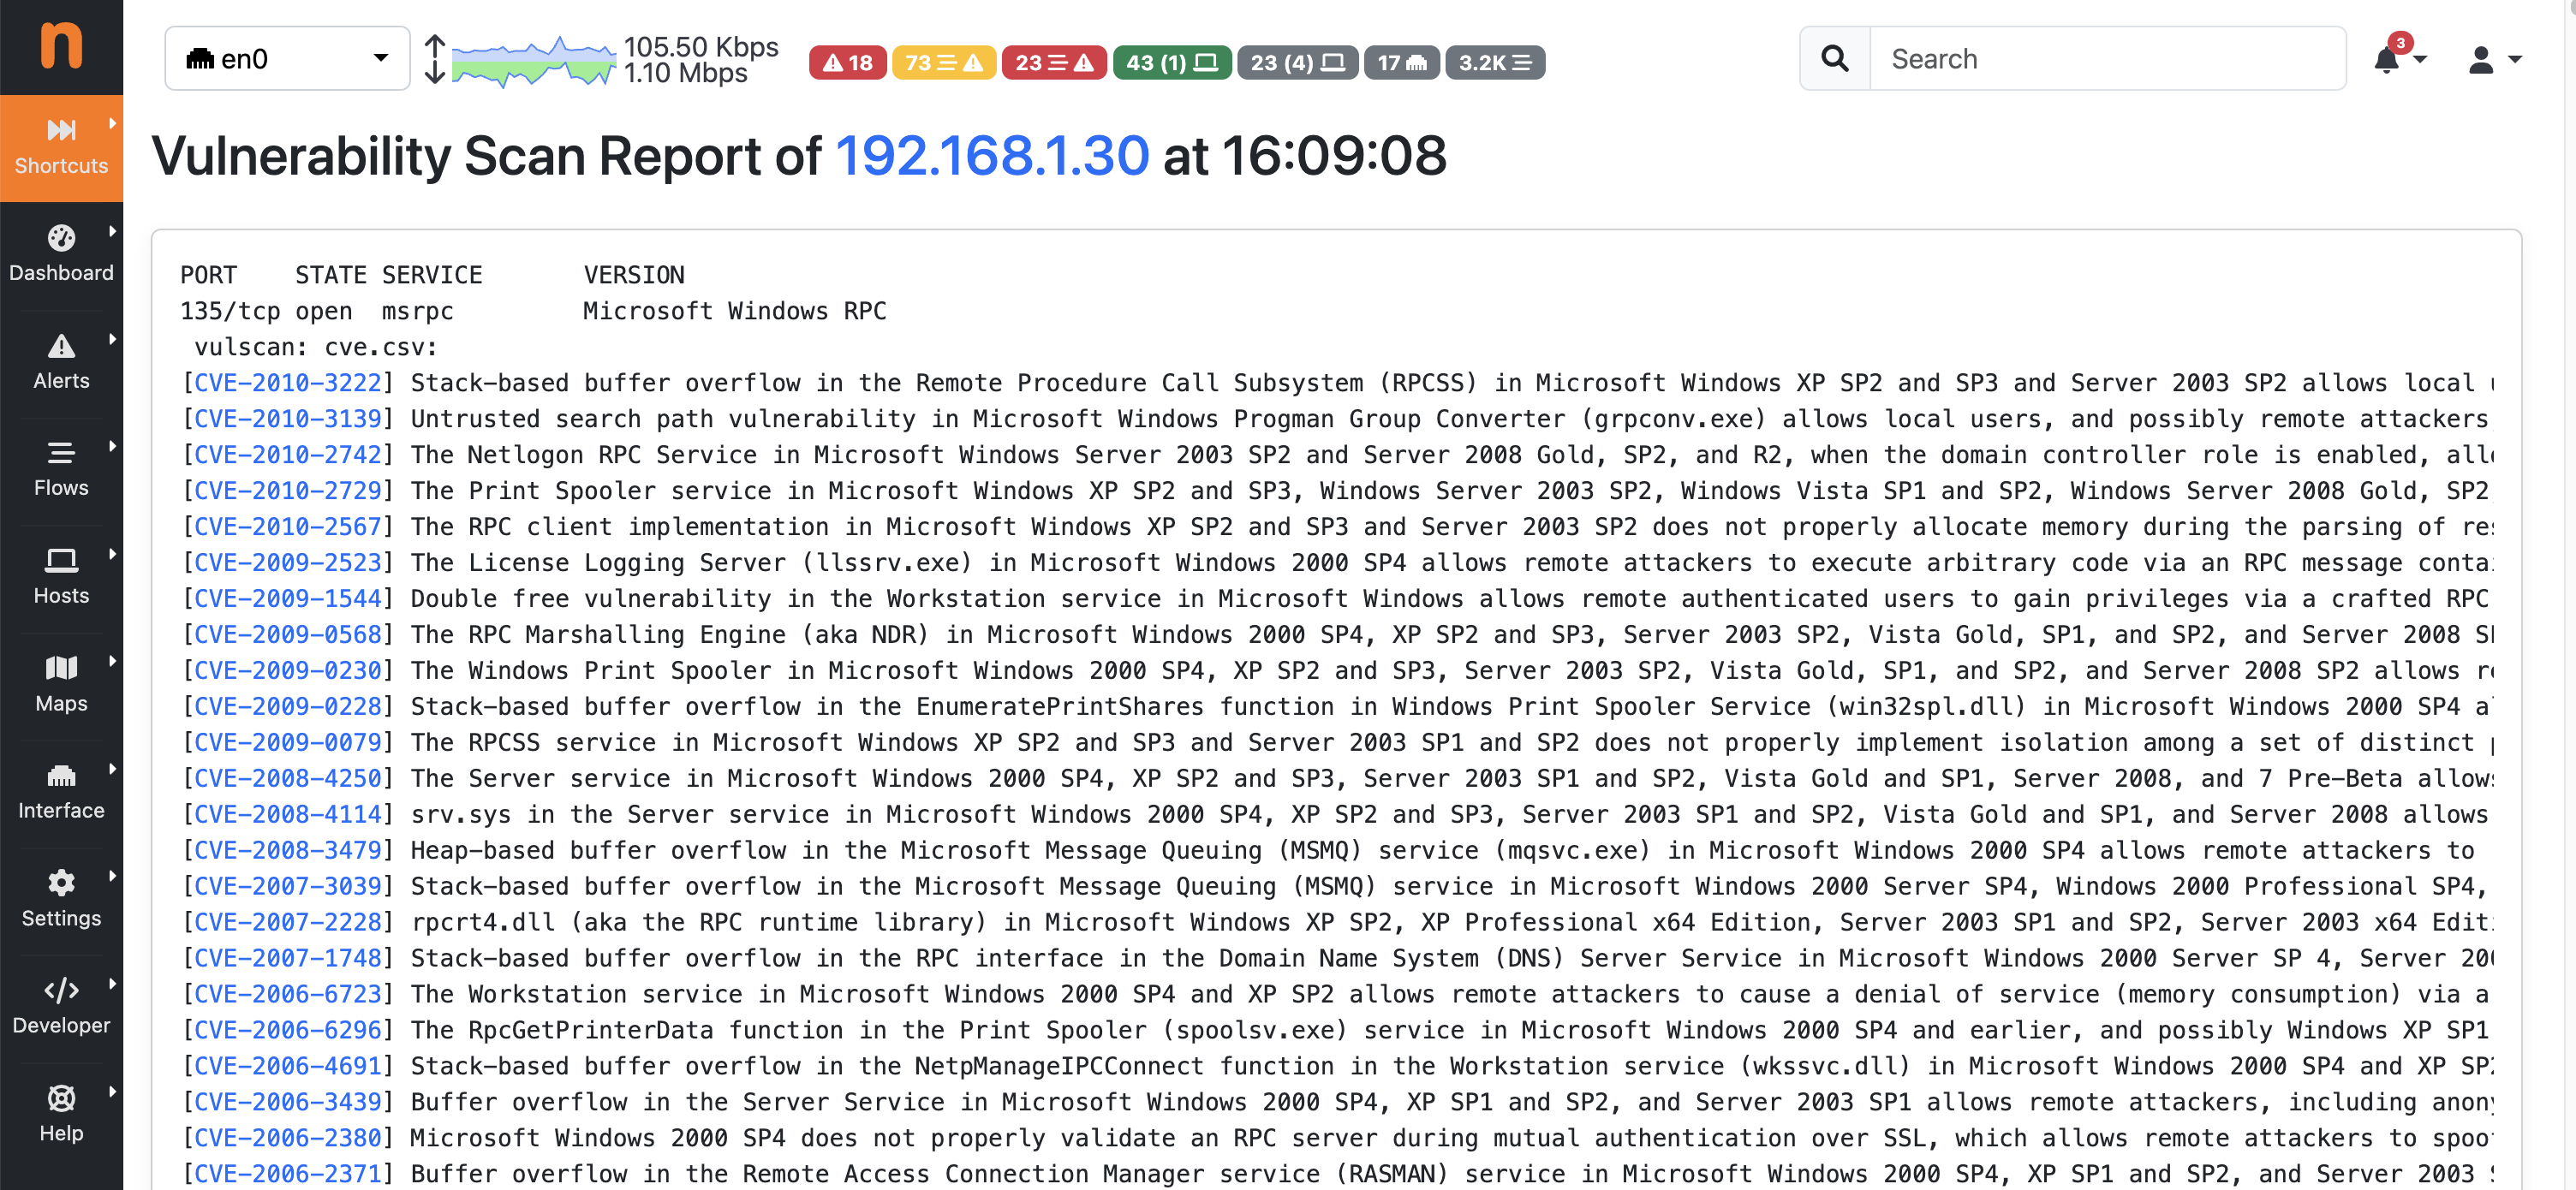 n
en0
105.50 Kbps
1.10 Mbps
18
73
23
43 (1)
23 (4)
17
3.2K
Search
3
Shortcuts
Dashboard
Alerts
Flows
Hosts
Maps
Interface
Settings
Developer
Help
Vulnerability Scan Report of 192.168.1.30 at 16:09:08
PORT STATE SERVICE VERSION
135/tcp open msrpc Microsoft Windows RPC
vulscan: cve.csv:
[CVE-2010-3222] Stack-based buffer overflow in the Remote Procedure Call Subsystem (RPCSS) in Microsoft Windows XP SP2 and SP3 and Server 2003 SP2 allows local
[CVE-2010-3139] Untrusted search path vulnerability in Microsoft Windows Progman Group Converter (grpconv.exe) allows local users, and possibly remote attackers
[CVE-2010-2742] The Netlogon RPC Service in Microsoft Windows Server 2003 SP2 and Server 2008 Gold, SP2, and R2, when the domain controller role is enabled,
[CVE-2010-2729] The Print Spooler service in Microsoft Windows XP SP2 and SP3, Windows Server 2003 SP2, Windows Vista SP1 and SP2, Windows Server 2008 Gold, SP2
[CVE-2010-2567] The RPC client implementation in Microsoft Windows XP SP2 and SP3 and Server 2003 SP2 does not properly allocate memory during the parsing of
[CVE-2009-2523] The License Logging Server (llssrv.exe) in Microsoft Windows 2000 SP4 allows remote attackers to execute arbitrary code via an RPC message
[CVE-2009-1544] Double free vulnerability in the Workstation service in Microsoft Windows allows remote authenticated users to gain privileges via a crafted RPC
[CVE-2009-0568] The RPC Marshalling Engine (aka NDR) in Microsoft Windows 2000 SP4, XP SP2 and SP3, Server 2003 SP2, Vista Gold, SP1, and SP2, and Server 2008
[CVE-2009-0230] The Windows Print Spooler in Microsoft Windows 2000 SP4, XP SP2 and SP3, Server 2003 SP2, Vista Gold, SP1, and SP2, and Server 2008 SP2 allows
[CVE-2009-0228] Stack-based buffer overflow in the EnumeratePrintShares function in Windows Print Spooler Service (win32spl.dll) in Microsoft Windows 2000 SP4
[CVE-2009-0079] The RPCSS service in Microsoft Windows XP SP2 and SP3 and Server 2003 SP1 and SP2 does not properly implement isolation among a set of distinct
[CVE-2008-4250] The Server service in Microsoft Windows 2000 SP4, XP SP2 and SP3, Server 2003 SP1 and SP2, Vista Gold and SP1, Server 2008, and 7 Pre-Beta allows
[CVE-2008-4114] srv.sys in the Server service in Microsoft Windows 2000 SP4, XP SP2 and SP3, Server 2003 SP1 and SP2, Vista Gold and SP1, and Server 2008 allows
[CVE-2008-3479] Heap-based buffer overflow in the Microsoft Message Queuing (MSMQ) service (mqsvc.exe) in Microsoft Windows 2000 SP4 allows remote attackers to
[CVE-2007-3039] Stack-based buffer overflow in the Microsoft Message Queuing (MSMQ) service in Microsoft Windows 2000 Server SP4, Windows 2000 Professional SP4,
[CVE-2007-2228] rpcrt4.dll (aka the RPC runtime library) in Microsoft Windows XP SP2, XP Professional x64 Edition, Server 2003 SP1 and SP2, Server 2003 x64
[CVE-2007-1748] Stack-based buffer overflow in the RPC interface in the Domain Name System (DNS) Server Service in Microsoft Windows 2000 Server SP 4, Server
[CVE-2006-6723] The Workstation service in Microsoft Windows 2000 SP4 and XP SP2 allows remote attackers to cause a denial of service (memory consumption) via a
[CVE-2006-6296] The RpcGetPrinterData function in the Print Spooler (spoolsv.exe) service in Microsoft Windows 2000 SP4 and earlier, and possibly Windows XP SP1
[CVE-2006-4691] Stack-based buffer overflow in the NetpManageIPCConnect function in the Workstation service (wkssvc.dll) in Microsoft Windows 2000 SP4 and XP
[CVE-2006-3439] Buffer overflow in the Server Service in Microsoft Windows 2000 SP4, XP SP1 and SP2, and Server 2003 SP1 allows remote attackers, including
[CVE-2006-2380] Microsoft Windows 2000 SP4 does not properly validate an RPC server during mutual authentication over SSL, which allows remote attackers to
[CVE-2006-2371] Buffer overflow in the Remote Access Connection Manager service (RASMAN) service in Microsoft Windows 2000 SP4, XP SP1 and SP2, and Server 2003